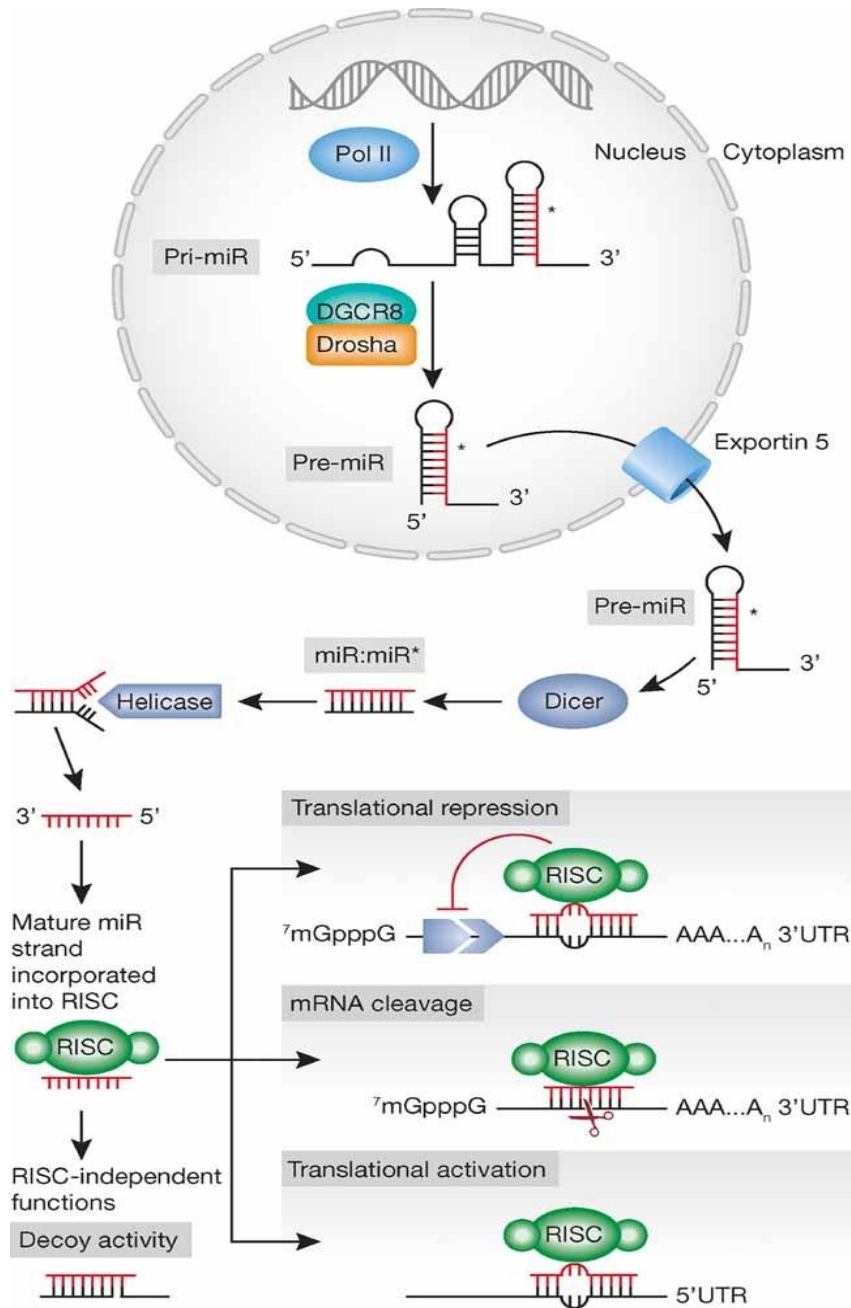 Pol II
Nucleus Cytoplasm
*
Pri-miR 5’ 3’
DGCR8
Drosha
Pre-miR
*
3’
5’
Exportin 5
Pre-miR
*
3’
5’
miR:miR*
Helicase
Dicer
3’ 5’
Mature miR
strand
incorporated
into RISC
RISC
RISC-independent
functions
Decoy activity
Translational repression
RISC
⁷mGpppG AAA...Aₙ 3’UTR
mRNA cleavage
RISC
⁷mGpppG AAA...Aₙ 3’UTR
Translational activation
RISC
5’UTR